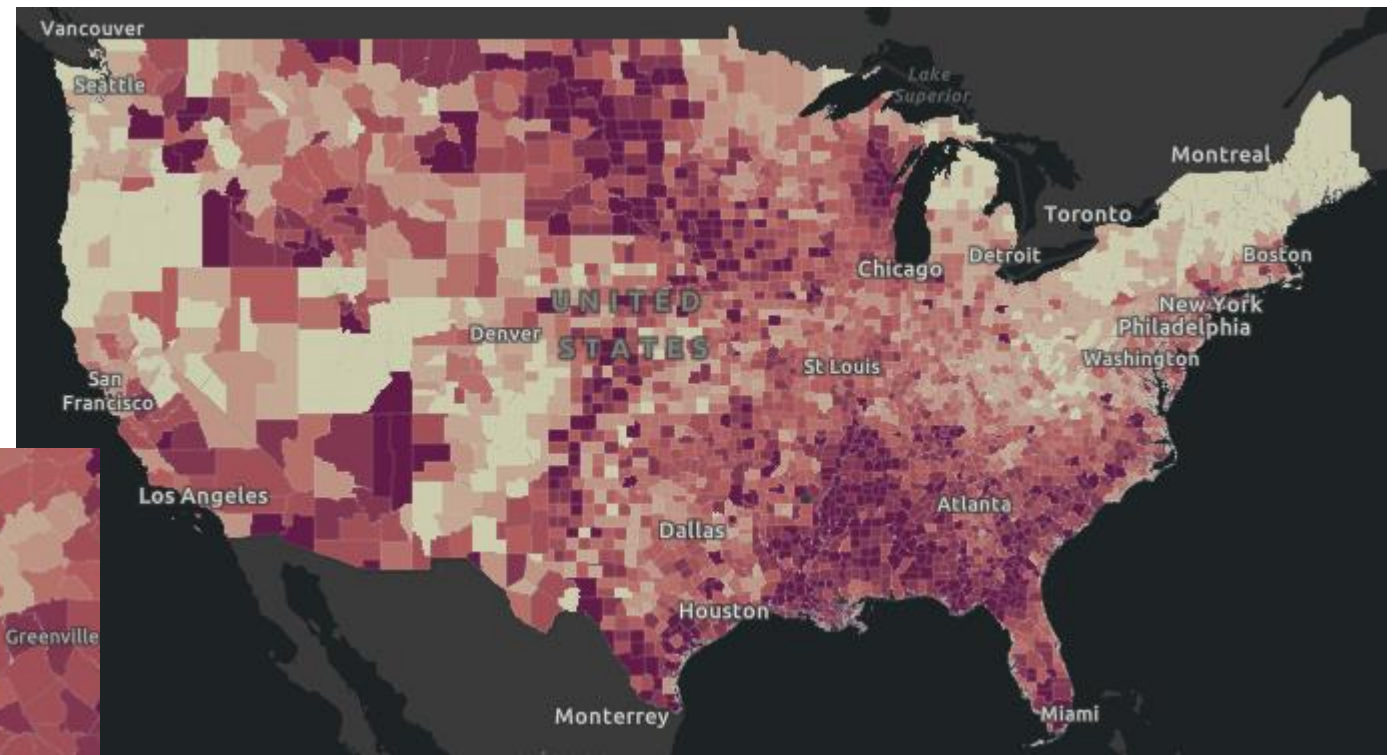 Vancouver
Seattle
Lake
Superior
Montreal
Toronto
Detroit
Boston
Chicago
New York
Philadelphia
Washington
UNITED
STATES
Denver
St Louis
San
Francisco
Los Angeles
Atlanta
Dallas
Houston
Monterrey
Miami
Greenville